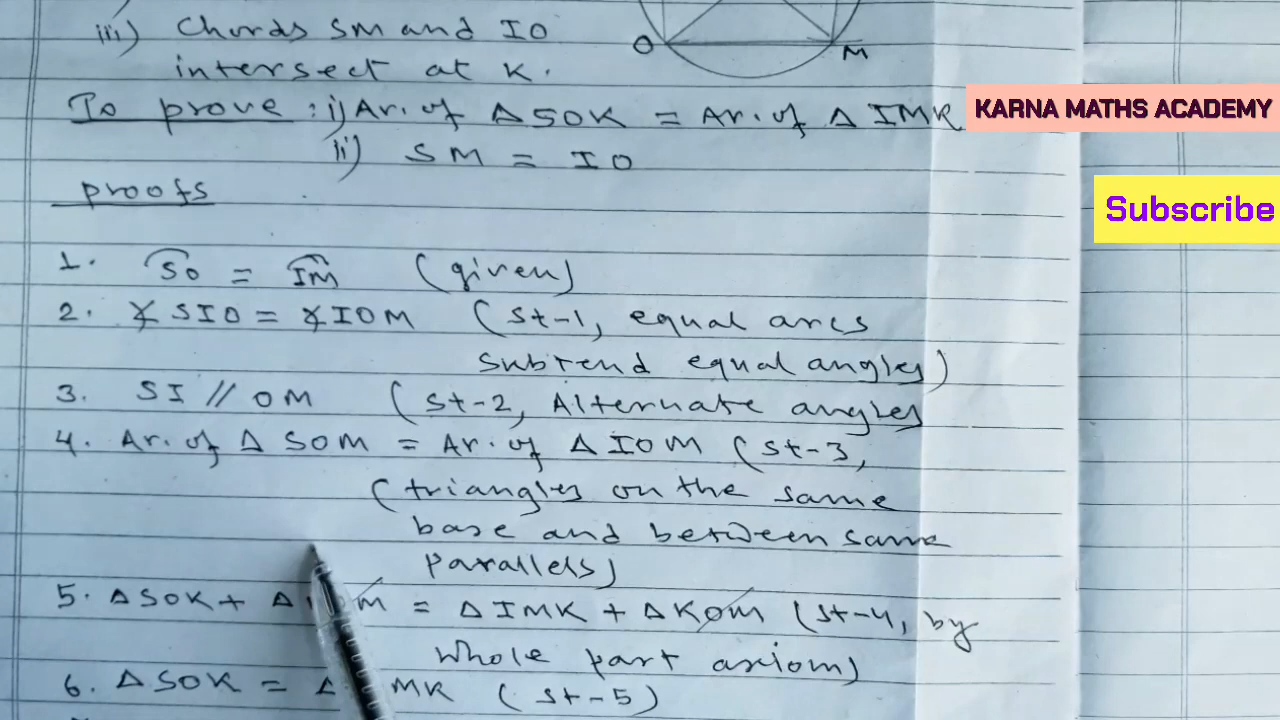 iii) Chords SM and IO
intersect at K.
O
M
To prove : i) Ar. of △SOK = Ar. of △IMK
ii) SM = IO
proofs
1. SO = IM (given)
2. ∡SIO = ∡IOM (st-1, equal arcs
subtend equal angles)
3. SI // OM (st-2, Alternate angles
4. Ar. of △SOM = Ar. of △IOM (st-3,
(triangles on the same
base and between same
parallels)
5. △SOK + △ M = △IMK + △KOM (st-4, by
whole part axiom)
6. △SOK = △ MK (st-5)
KARNA MATHS ACADEMY
Subscribe